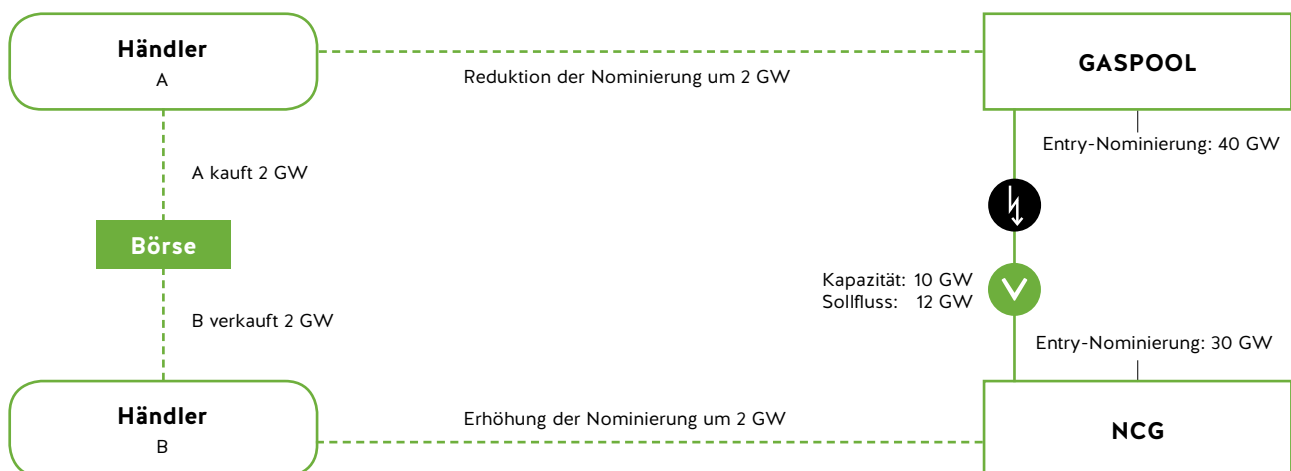 Händler
A
Reduktion der Nominierung um 2 GW
GASPOOL
Entry-Nominierung: 40 GW
A kauft 2 GW
Börse
Kapazität: 10 GW
Sollfluss: 12 GW
B verkauft 2 GW
Entry-Nominierung: 30 GW
Händler
B
Erhöhung der Nominierung um 2 GW
NCG